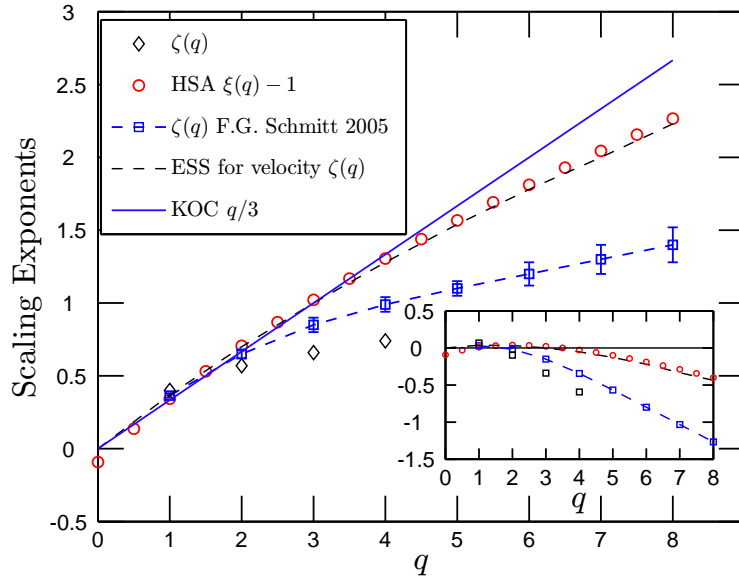 3
2.5
2
1.5
1
0.5
0
-0.5
Scaling Exponents
ζ(q)
HSA ξ(q) − 1
ζ(q) F.G. Schmitt 2005
ESS for velocity ζ(q)
KOC q/3
0.5
0
-0.5
-1
-1.5
0 1 2 3 4 5 6 7 8
q
0 1 2 3 4 5 6 7 8
q